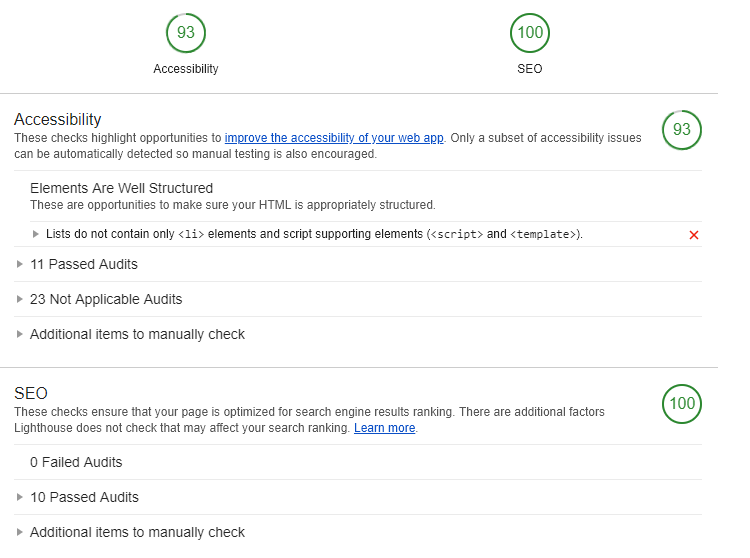 93
100
Accessibility
SEO
Accessibility
These checks highlight opportunities to improve the accessibility of your web app. Only a subset of accessibility issues
can be automatically detected so manual testing is also encouraged.
93
Elements Are Well Structured
These are opportunities to make sure your HTML is appropriately structured.
Lists do not contain only <li> elements and script supporting elements (<script> and <template>).
11 Passed Audits
23 Not Applicable Audits
Additional items to manually check
SEO
These checks ensure that your page is optimized for search engine results ranking. There are additional factors
Lighthouse does not check that may affect your search ranking. Learn more.
100
0 Failed Audits
10 Passed Audits
Additional items to manually check